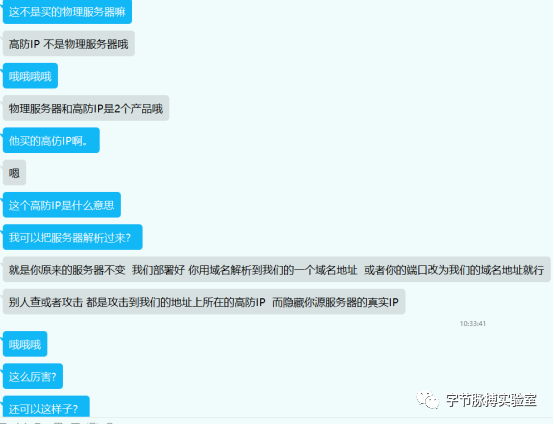 这不是买的物理服务器嘛
高防IP 不是物理服务器哦
哦哦哦哦
物理服务器和高防IP是2个产品哦
他买的高仿IP啊。
嗯
这个高防IP是什么意思
我可以把服务器解析过来?
就是你原来的服务器不变 我们部署好 你用域名解析到我们的一个域名地址 或者你的端口改为我们的域名地址就行
别人查或者攻击 都是攻击到我们的地址上所在的高防IP 而隐藏你源服务器的真实IP
10:33:41
哦哦哦
这么厉害?
还可以这样子?
字节脉搏实验室